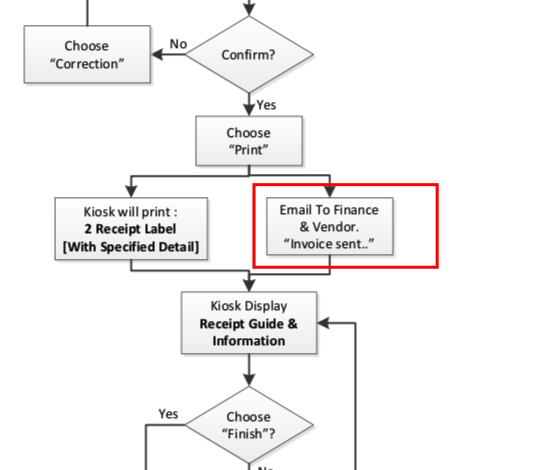 Choose
“Correction”
No
Confirm?
Yes
Choose
“Print”
Kiosk will print :
2 Receipt Label
[With Specified Detail]
Email To Finance
& Vendor.
“Invoice sent..”
Kiosk Display
Receipt Guide &
Information
Yes
Choose
“Finish”?
No